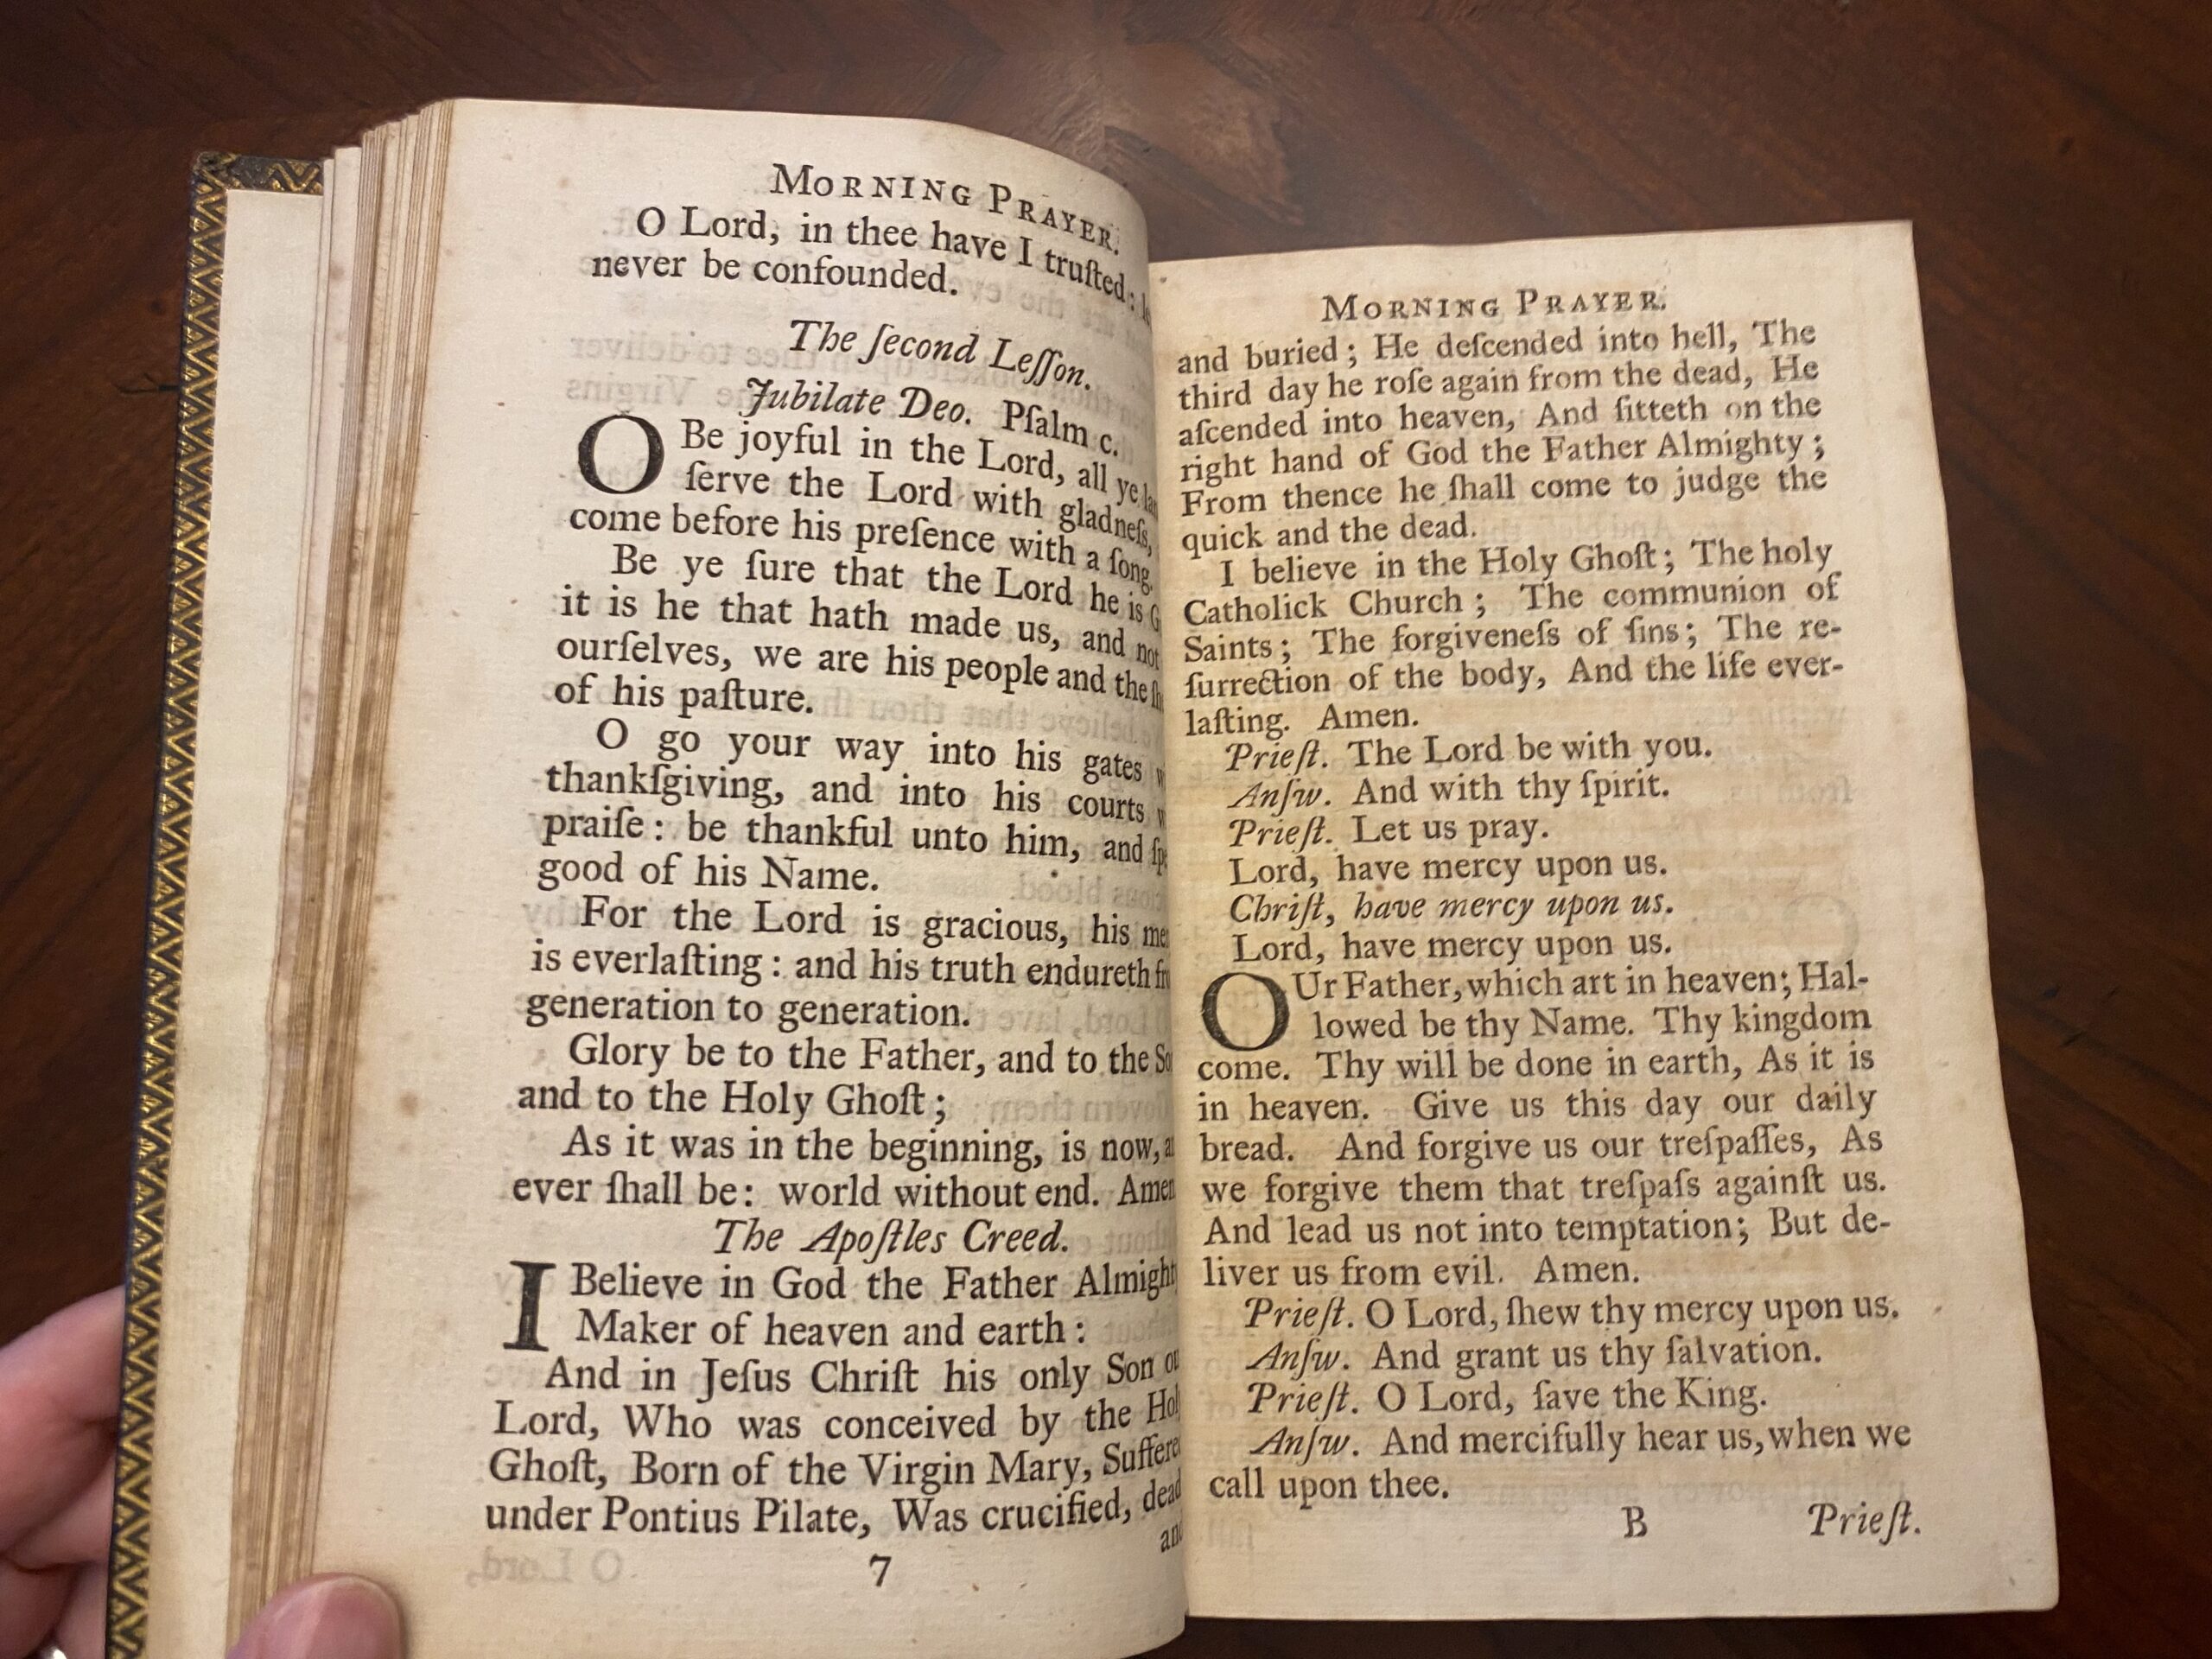 MORNING PRAYER.
O Lord, in thee have I truſted:
never be confounded.
The ſecond Leſſon.
Jubilate Deo. Pſalm c.
O Be joyful in the Lord, all ye
ſerve the Lord with gladneſs,
come before his preſence with a ſong.
Be ye ſure that the Lord he is
it is he that hath made us, and not
ourſelves, we are his people and the
of his paſture.
O go your way into his gates
thankſgiving, and into his courts
praiſe: be thankful unto him, and
good of his Name.
For the Lord is gracious, his
is everlaſting: and his truth endureth
generation to generation.
Glory be to the Father, and to the
and to the Holy Ghoſt;
As it was in the beginning, is now,
ever ſhall be: world without end. Amen
The Apoſtles Creed.
I Believe in God the Father Almighty
Maker of heaven and earth:
And in Jeſus Chriſt his only Son
Lord, Who was conceived by the
Ghoſt, Born of the Virgin Mary,
under Pontius Pilate, Was crucified, dead
and
7
MORNING PRAYER.
and buried; He deſcended into hell, The
third day he roſe again from the dead, He
aſcended into heaven, And ſitteth on the
right hand of God the Father Almighty;
From thence he ſhall come to judge the
quick and the dead.
I believe in the Holy Ghoſt; The holy
Catholick Church; The communion of
Saints; The forgiveneſs of ſins; The re-
ſurrection of the body, And the life ever-
laſting. Amen.
Prieſt. The Lord be with you.
Anſw. And with thy ſpirit.
Prieſt. Let us pray.
Lord, have mercy upon us.
Chriſt, have mercy upon us.
Lord, have mercy upon us.
OUr Father, which art in heaven; Hal-
lowed be thy Name. Thy kingdom
come. Thy will be done in earth, As it is
in heaven. Give us this day our daily
bread. And forgive us our treſpaſſes, As
we forgive them that treſpaſs againſt us.
And lead us not into temptation; But de-
liver us from evil. Amen.
Prieſt. O Lord, ſhew thy mercy upon us.
Anſw. And grant us thy ſalvation.
Prieſt. O Lord, ſave the King.
Anſw. And mercifully hear us, when we
call upon thee.
B Prieſt.